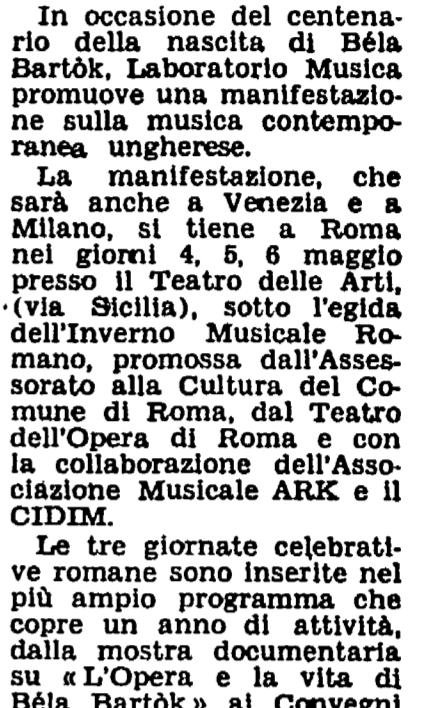 In occasione del centena-
rio della nascita di Béla
Bartòk, Laboratorio Musica
promuove una manifestazio-
ne sulla musica contempo-
ranea ungherese.
La manifestazione, che
sarà anche a Venezia e a
Milano, si tiene a Roma
nei giorni 4, 5, 6 maggio
presso il Teatro delle Arti,
(via Sicilia), sotto l'egida
dell'Inverno Musicale Ro-
mano, promossa dall'Asses-
sorato alla Cultura del Co-
mune di Roma, dal Teatro
dell'Opera di Roma e con
la collaborazione dell'Asso-
ciazione Musicale ARK e il
CIDIM.
Le tre giornate celebrati-
ve romane sono inserite nel
più ampio programma che
copre un anno di attività,
dalla mostra documentaria
su «L'Opera e la vita di
Béla Bartòk» ai Convegni